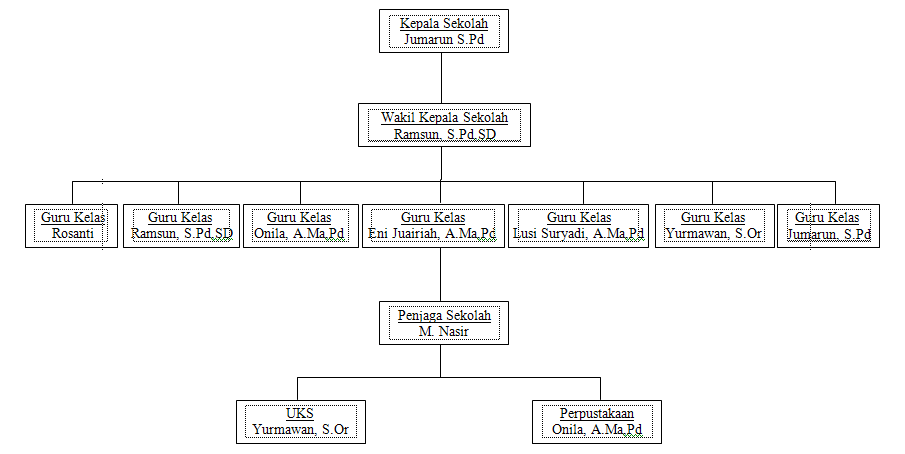 Kepala Sekolah
Jumarun S.Pd
Wakil Kepala Sekolah
Ramsun, S.Pd,SD
Guru Kelas
Rosanti
Guru Kelas
Ramsun, S.Pd,SD
Guru Kelas
Onila, A.Ma,Pd
Guru Kelas
Eni Juairiah, A.Ma,Pd
Guru Kelas
Lusi Suryadi, A.Ma,Pd
Guru Kelas
Yurmawan, S.Or
Guru Kelas
Jumarun, S.Pd
Penjaga Sekolah
M. Nasir
UKS
Yurmawan, S.Or
Perpustakaan
Onila, A.Ma,Pd